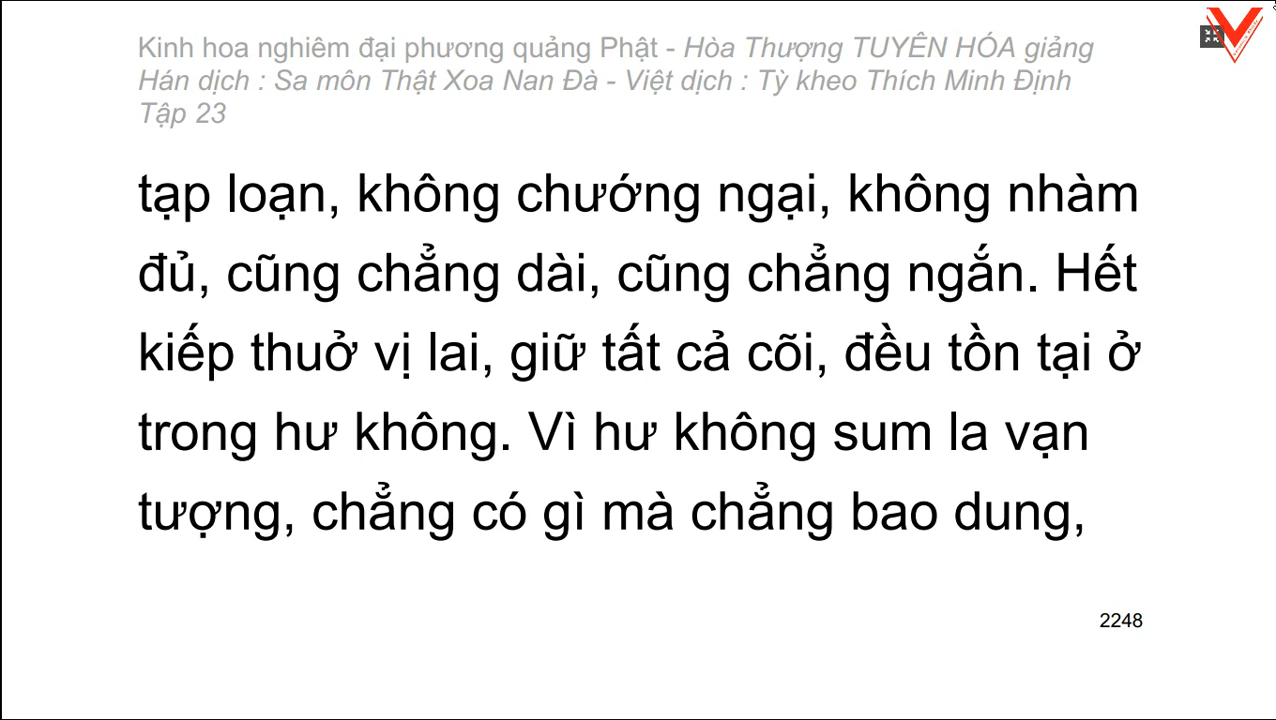 Kinh hoa nghiêm đại phương quảng Phật - Hòa Thượng TUYÊN HÓA giảng
Hán dịch : Sa môn Thật Xoa Nan Đà - Việt dịch : Tỳ kheo Thích Minh Định
Tập 23
tạp loạn, không chướng ngại, không nhàm
đủ, cũng chẳng dài, cũng chẳng ngắn. Hết
kiếp thuở vị lai, giữ tất cả cõi, đều tồn tại ở
trong hư không. Vì hư không sum la vạn
tượng, chẳng có gì mà chẳng bao dung,
2248